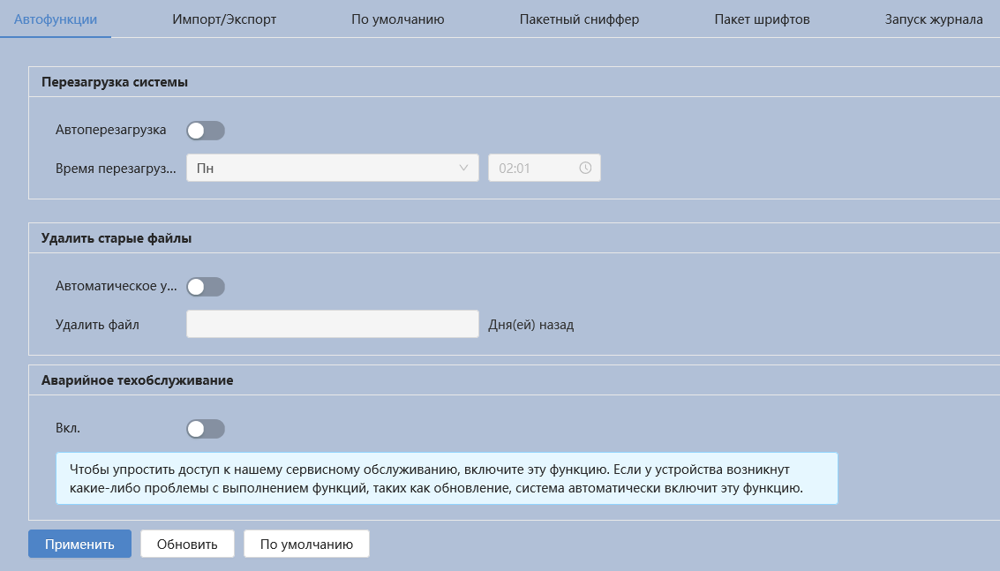 Автофункции Импорт/Экспорт По умолчанию Пакетный сниффер Пакет шрифтов Запуск журнала
Перезагрузка системы
Автоперезагрузка
Время перезагруз... Пн 02:01
Удалить старые файлы
Автоматическое у...
Удалить файл Дня(ей) назад
Аварийное техобслуживание
Вкл.
Чтобы упростить доступ к нашему сервисному обслуживанию, включите эту функцию. Если у устройства возникнут
какие-либо проблемы с выполнением функций, таких как обновление, система автоматически включит эту функцию.
Применить Обновить По умолчанию